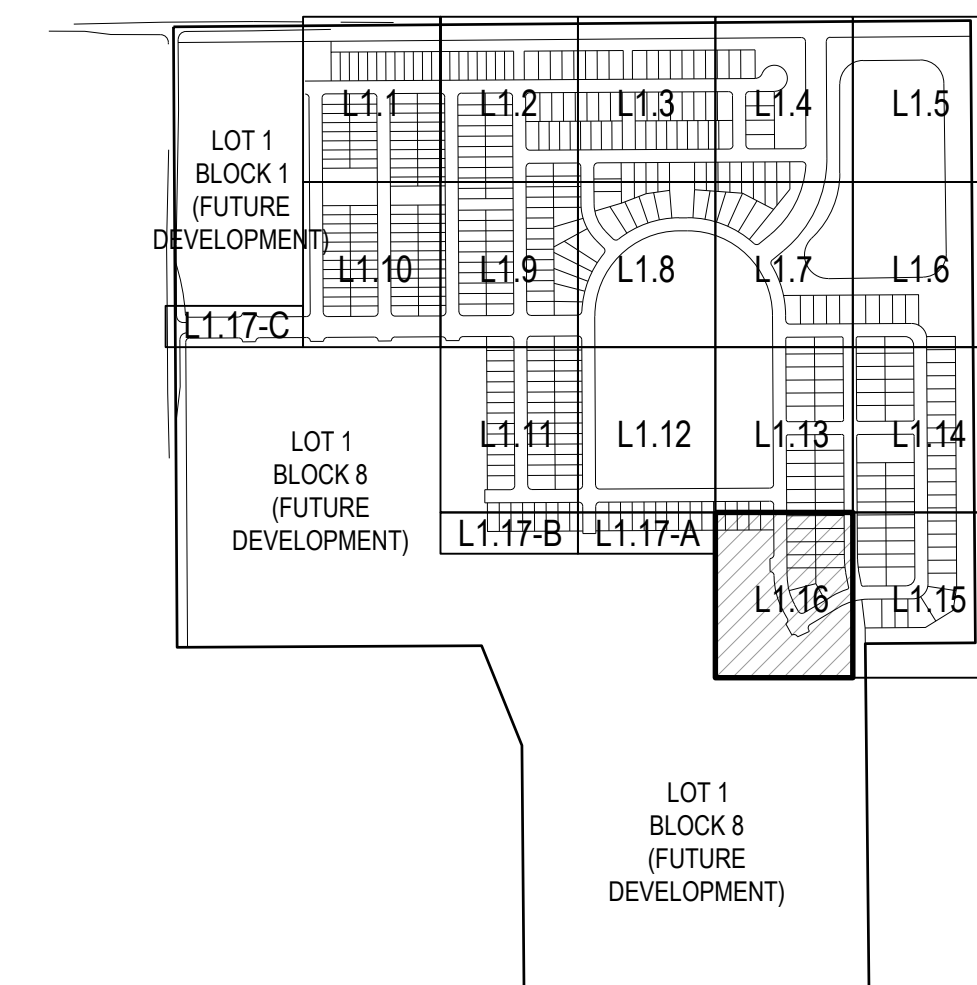 L1.1
L1.2
L1.3
L1.4
L1.5
LOT 1
BLOCK 1
(FUTURE
DEVELOPMENT)
L1.10
L1.9
L1.8
L1.7
L1.6
L1.17-C
LOT 1
BLOCK 8
(FUTURE
DEVELOPMENT)
L1.11
L1.12
L1.13
L1.14
L1.17-B
L1.17-A
L1.16
L1.15
LOT 1
BLOCK 8
(FUTURE
DEVELOPMENT)